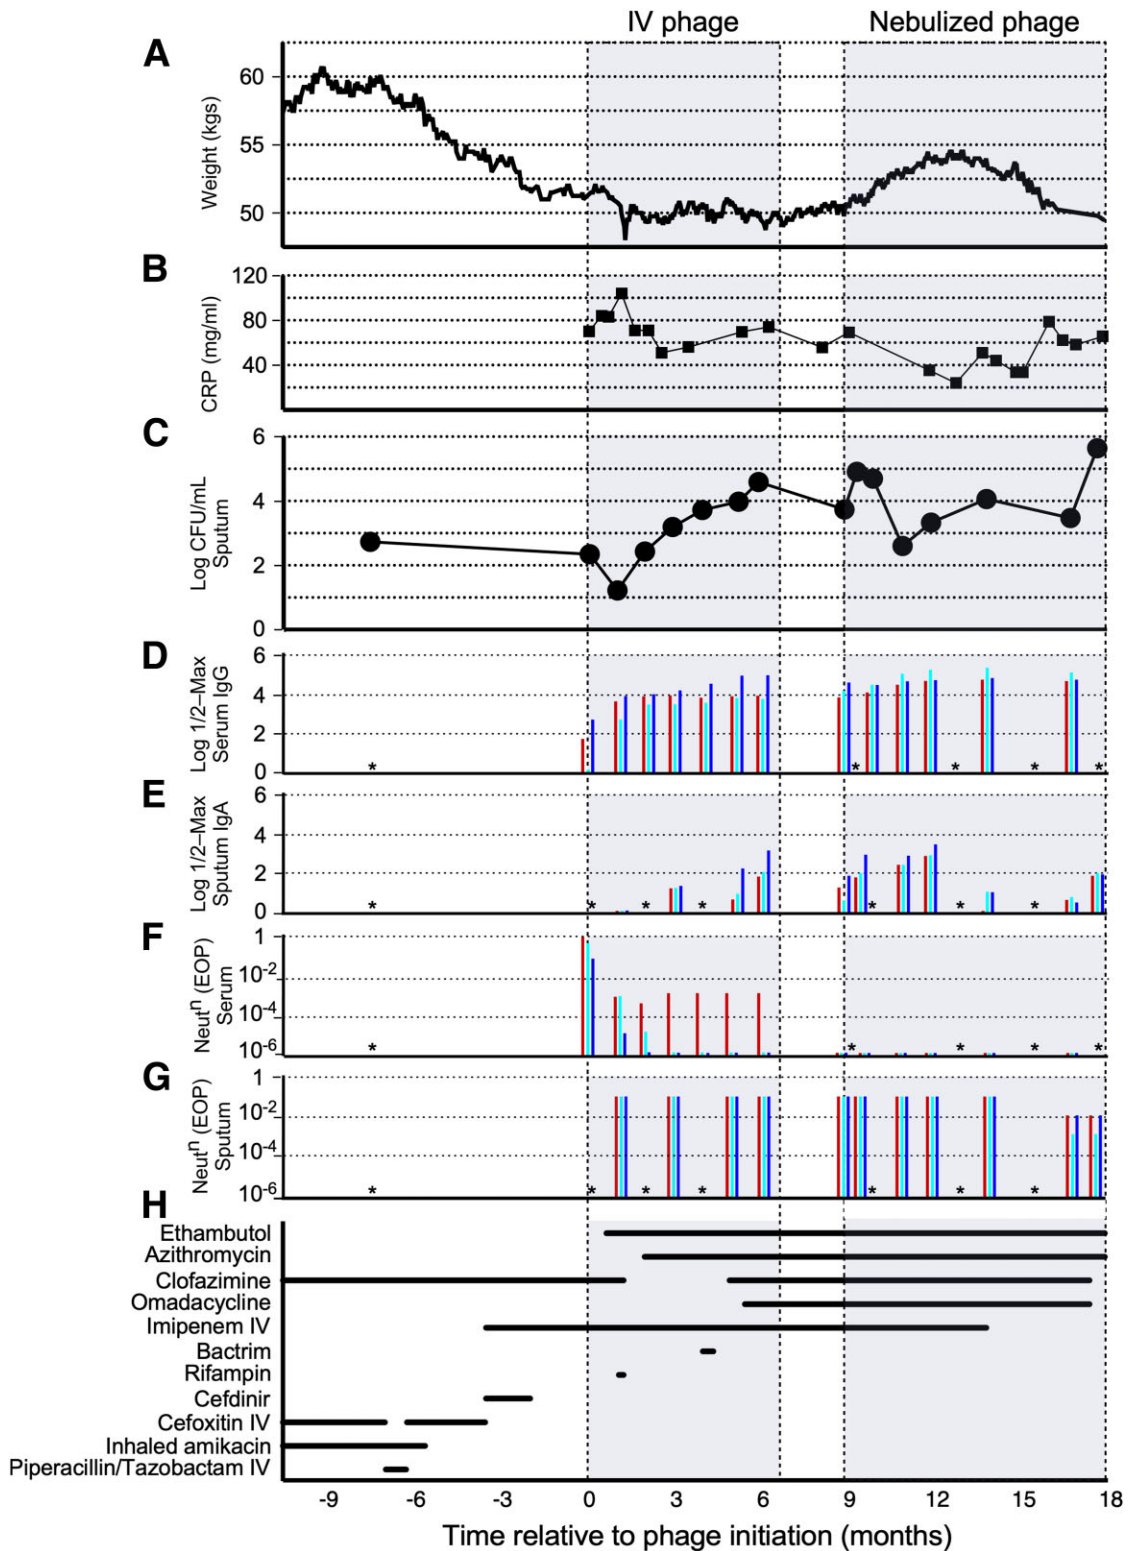 IV phage Nebulized phage
A
60
55
50
Weight (kgs)
B
120
80
40
CRP (mg/ml)
C
6
4
2
0
Log CFU/mL
Sputum
D
6
4
2
0
Log 1/2–Max
Serum IgG
* * * * *
E
6
4
2
0
Log 1/2–Max
Sputum IgA
* * * * * * *
F
1
10-2
10-4
10-6
Neutn (EOP)
Serum
* * * * *
G
1
10-2
10-4
10-6
Neutn (EOP)
Sputum
* * * * * * *
H
Ethambutol
Azithromycin
Clofazimine
Omadacycline
Imipenem IV
Bactrim
Rifampin
Cefdinir
Cefoxitin IV
Inhaled amikacin
Piperacillin/Tazobactam IV
-9 -6 -3 0 3 6 9 12 15 18
Time relative to phage initiation (months)